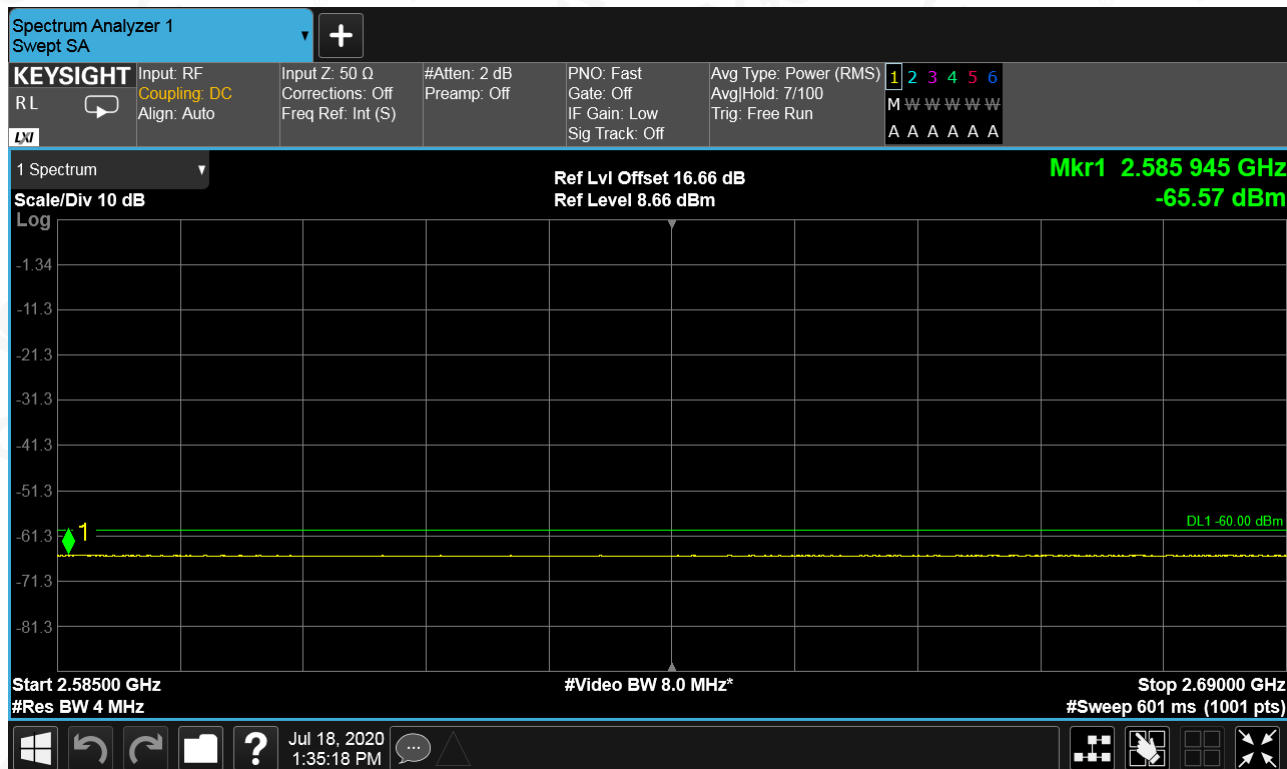 Spectrum Analyzer 1
Swept SA
KEYSIGHT
R L
LXI
Input: RF
Coupling: DC
Align: Auto
Input Z: 50 Ω
Corrections: Off
Freq Ref: Int (S)
#Atten: 2 dB
Preamp: Off
PNO: Fast
Gate: Off
IF Gain: Low
Sig Track: Off
Avg Type: Power (RMS)
Avg|Hold: 7/100
Trig: Free Run
1 2 3 4 5 6
M W W W W W
A A A A A A
1 Spectrum
Scale/Div 10 dB
Log
Ref Lvl Offset 16.66 dB
Ref Level 8.66 dBm
Mkr1 2.585 945 GHz
-65.57 dBm
-1.34
-11.3
-21.3
-31.3
-41.3
-51.3
-61.3
-71.3
-81.3
1
DL1 -60.00 dBm
Start 2.58500 GHz
#Res BW 4 MHz
#Video BW 8.0 MHz*
Stop 2.69000 GHz
#Sweep 601 ms (1001 pts)
?
Jul 18, 2020
1:35:18 PM